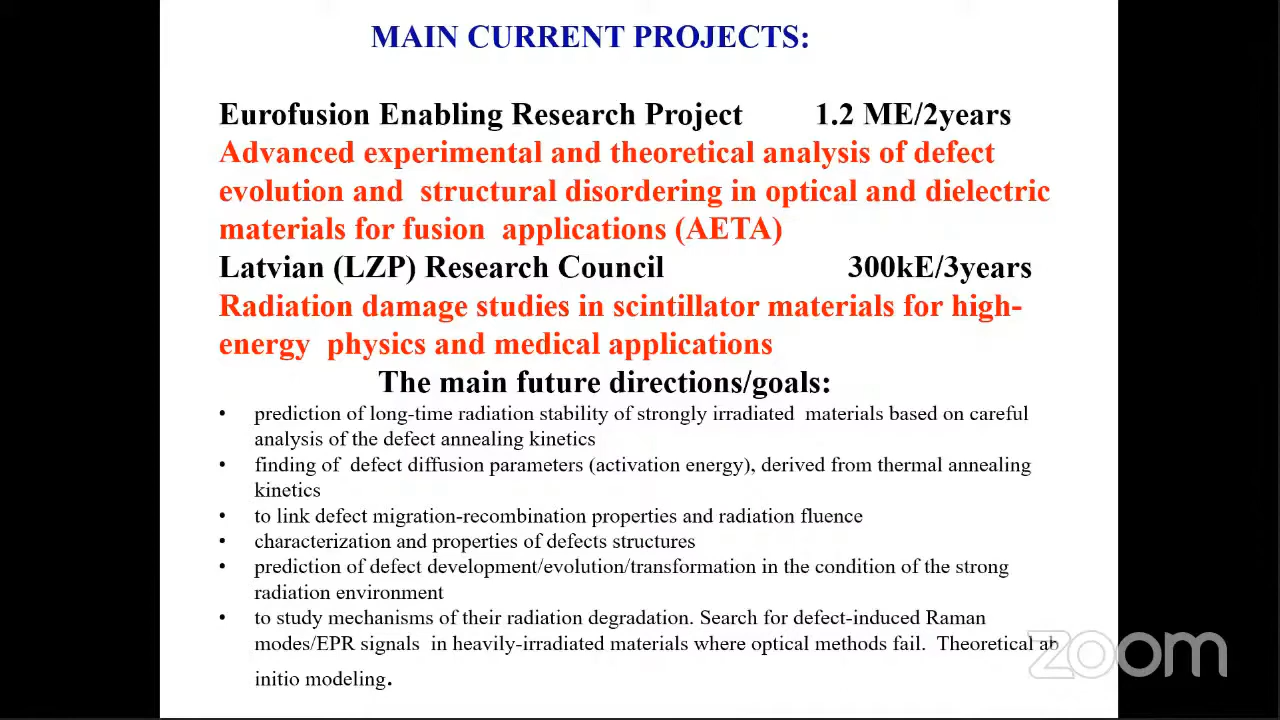 MAIN CURRENT PROJECTS:
Eurofusion Enabling Research Project 1.2 ME/2years
Advanced experimental and theoretical analysis of defect
evolution and structural disordering in optical and dielectric
materials for fusion applications (AETA)
Latvian (LZP) Research Council 300kE/3years
Radiation damage studies in scintillator materials for high-
energy physics and medical applications
The main future directions/goals:
• prediction of long-time radiation stability of strongly irradiated materials based on careful
analysis of the defect annealing kinetics
• finding of defect diffusion parameters (activation energy), derived from thermal annealing
kinetics
• to link defect migration-recombination properties and radiation fluence
• characterization and properties of defects structures
• prediction of defect development/evolution/transformation in the condition of the strong
radiation environment
• to study mechanisms of their radiation degradation. Search for defect-induced Raman
modes/EPR signals in heavily-irradiated materials where optical methods fail. Theoretical ab
initio modeling.
zoom